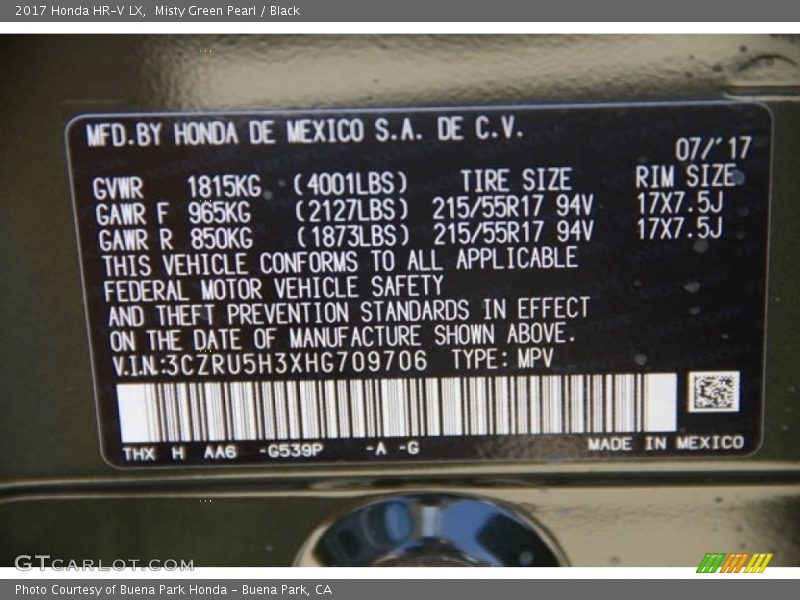 2017 Honda HR-V LX, Misty Green Pearl / Black
MFD.BY HONDA DE MEXICO S.A. DE C.V.
07/'17
GVWR 1815KG (4001LBS) TIRE SIZE RIM SIZE
GAWR F 965KG (2127LBS) 215/55R17 94V 17X7.5J
GAWR R 850KG (1873LBS) 215/55R17 94V 17X7.5J
THIS VEHICLE CONFORMS TO ALL APPLICABLE
FEDERAL MOTOR VEHICLE SAFETY
AND THEFT PREVENTION STANDARDS IN EFFECT
ON THE DATE OF MANUFACTURE SHOWN ABOVE.
V.I.N:3CZRU5H3XHG709706 TYPE: MPV
THX H AA6 -G539P -A -G MADE IN MEXICO
GTCARLOT.COM
Photo Courtesy of Buena Park Honda - Buena Park, CA